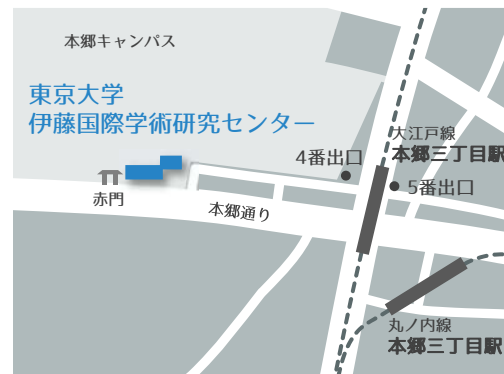 本郷キャンパス
東京大学
伊藤国際学術研究センター
大江戸線
本郷三丁目駅
4番出口
5番出口
赤門
本郷通り
丸ノ内線
本郷三丁目駅